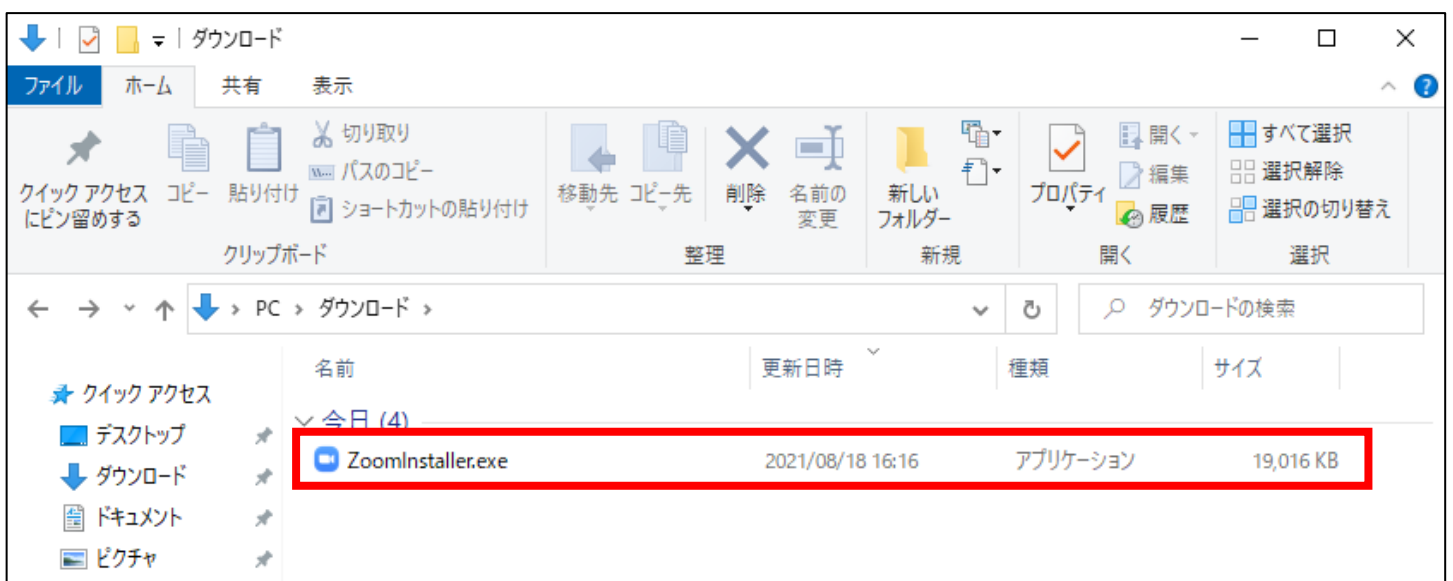 ダウンロード
ファイル ホーム 共有 表示
クイック アクセス
にピン留めする
コピー
貼り付け
切り取り
パスのコピー
ショートカットの貼り付け
クリップボード
移動先
コピー先
削除
名前の
変更
整理
新しい
フォルダー
新規
プロパティ
開く
編集
履歴
開く
すべて選択
選択解除
選択の切り替え
選択
PC ダウンロード
ダウンロードの検索
名前 更新日時 種類 サイズ
クイック アクセス
デスクトップ
ダウンロード
ドキュメント
ピクチャ
今日 (4)
ZoomInstaller.exe 2021/08/18 16:16 アプリケーション 19,016 KB